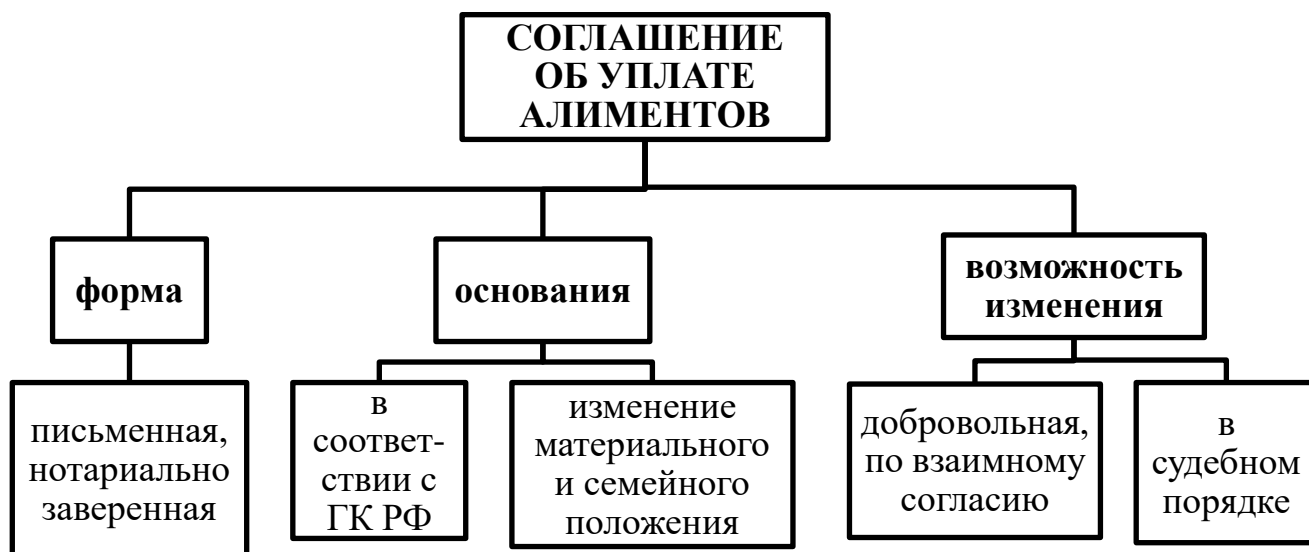 СОГЛАШЕНИЕ
ОБ УПЛАТЕ
АЛИМЕНТОВ
форма
основания
возможность
изменения
письменная,
нотариально
заверенная
в
соответ-
ствии с
ГК РФ
изменение
материального
и семейного
положения
добровольная,
по взаимному
согласию
в
судебном
порядке